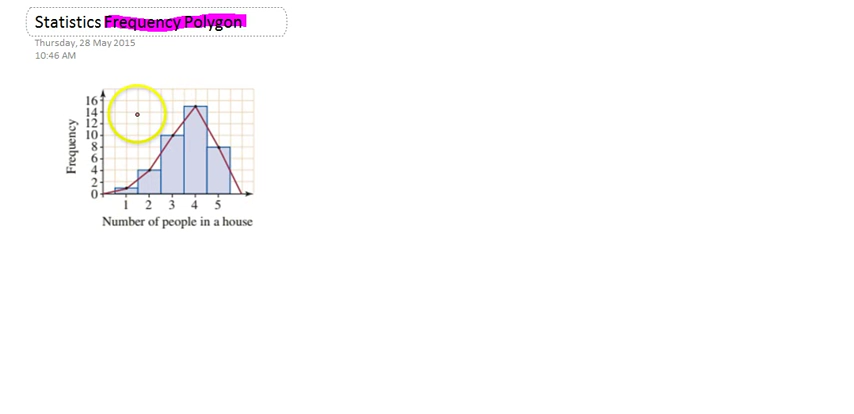 Statistics Frequency Polygon
Thursday, 28 May 2015
10:46 AM
16
14
12
10
8
6
4
2
0
Frequency
1 2 3 4 5
Number of people in a house